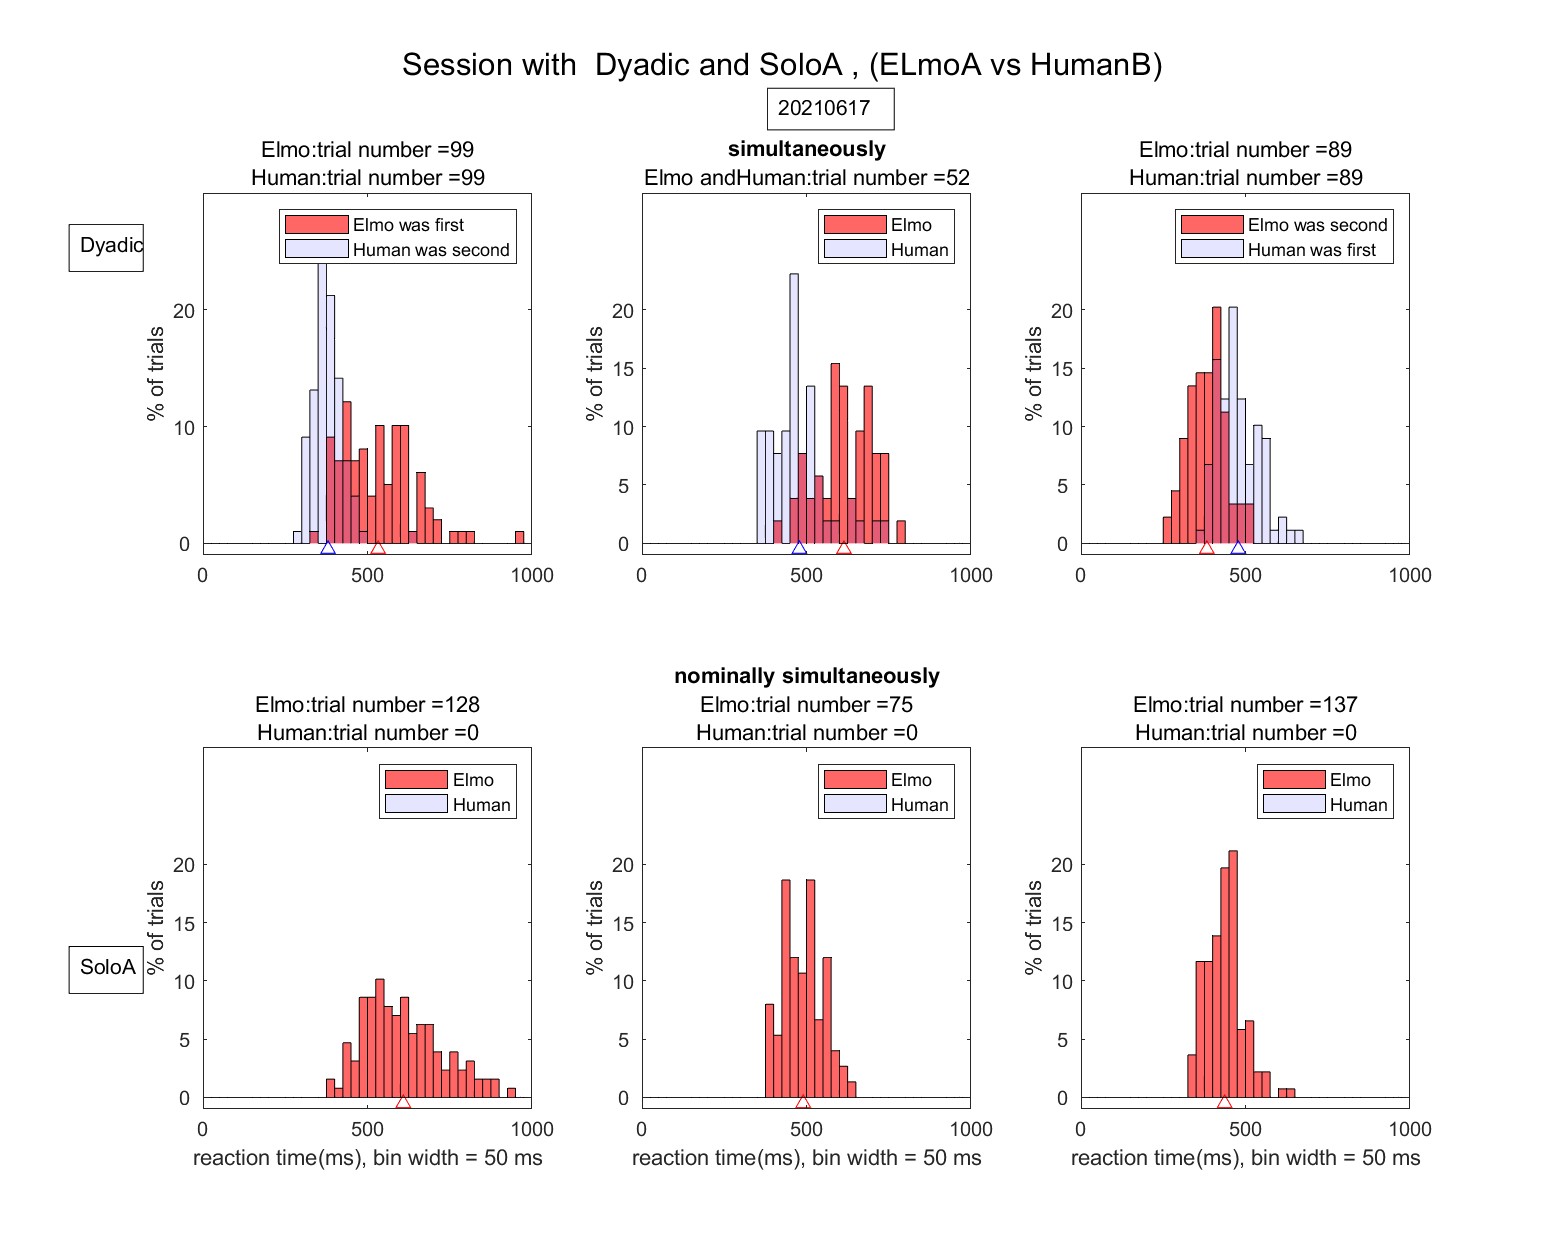 Session with  Dyadic and SoloA , (ELmoA vs HumanB)
20210617
Elmo:trial number =99
Human:trial number =99
simultaneously
Elmo andHuman:trial number =52
Elmo:trial number =89
Human:trial number =89
Dyadic
Elmo was first
Human was second
Elmo
Human
Elmo was second
Human was first
% of trials
20
10
5
0
0
500
1000
% of trials
20
15
10
5
0
0
500
1000
% of trials
20
15
10
5
0
0
500
1000
Elmo:trial number =128
Human:trial number =0
nominally simultaneously
Elmo:trial number =75
Human:trial number =0
Elmo:trial number =137
Human:trial number =0
SoloA
Elmo
Human
Elmo
Human
Elmo
Human
% of trials
20
15
10
5
0
0
500
1000
reaction time(ms), bin width = 50 ms
% of trials
20
15
10
5
0
0
500
1000
reaction time(ms), bin width = 50 ms
% of trials
20
15
10
5
0
0
500
1000
reaction time(ms), bin width = 50 ms